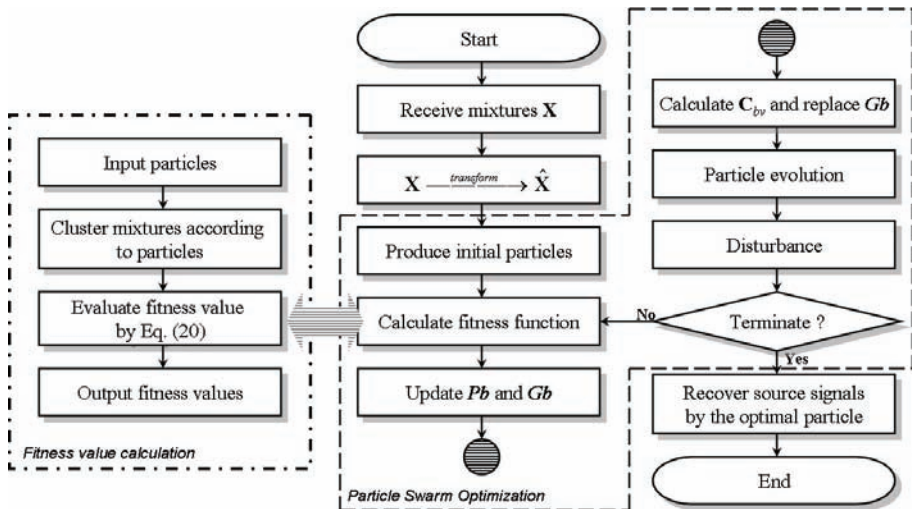 Start
Receive mixtures X
X transform X̂
Produce initial particles
Calculate fitness function
Update Pb and Gb
Particle Swarm Optimization
Input particles
Cluster mixtures according
to particles
Evaluate fitness value
by Eq. (20)
Output fitness values
Fitness value calculation
Calculate C_bv and replace Gb
Particle evolution
Disturbance
Terminate ?
No
Yes
Recover source signals
by the optimal particle
End